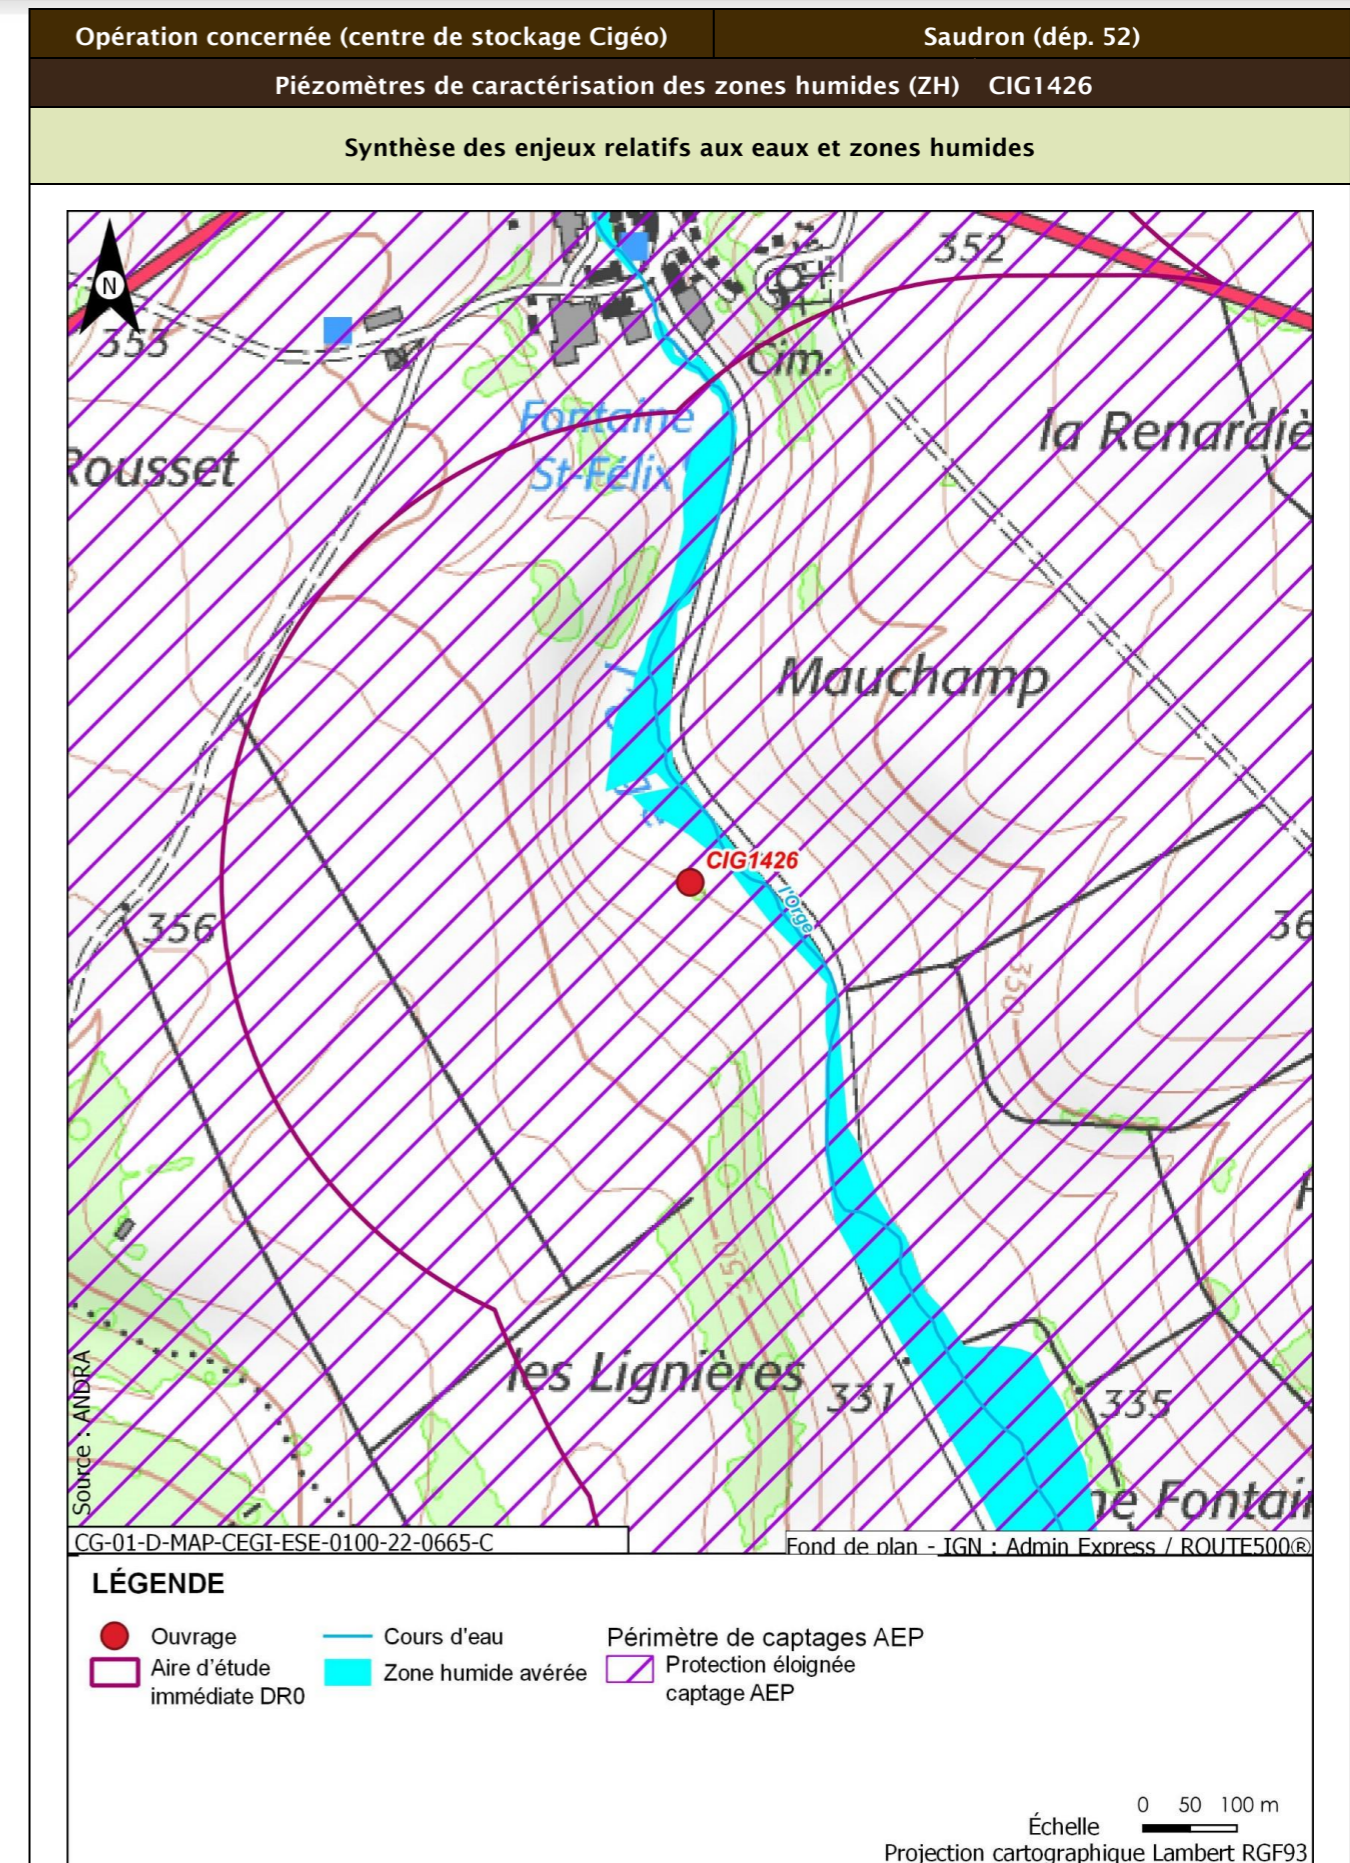 Opération concernée (centre de stockage Cigéo)
Saudron (dép. 52)
Piézomètres de caractérisation des zones humides (ZH) CIG1426
Synthèse des enjeux relatifs aux eaux et zones humides
N
352
353
Cim.
Fontaine
St-Félix
la Renardiè
Rousset
Mauchamp
CIG1426
l'Orge
356
36
350
350
les Lignières
331
335
ne Fontain
Source : ANDRA
CG-01-D-MAP-CEGI-ESE-0100-22-0665-C
Fond de plan - IGN : Admin Express / ROUTE500®
LÉGENDE
Ouvrage
Aire d'étude
immédiate DR0
Cours d'eau
Zone humide avérée
Périmètre de captages AEP
Protection éloignée
captage AEP
0 50 100 m
Échelle
Projection cartographique Lambert RGF93